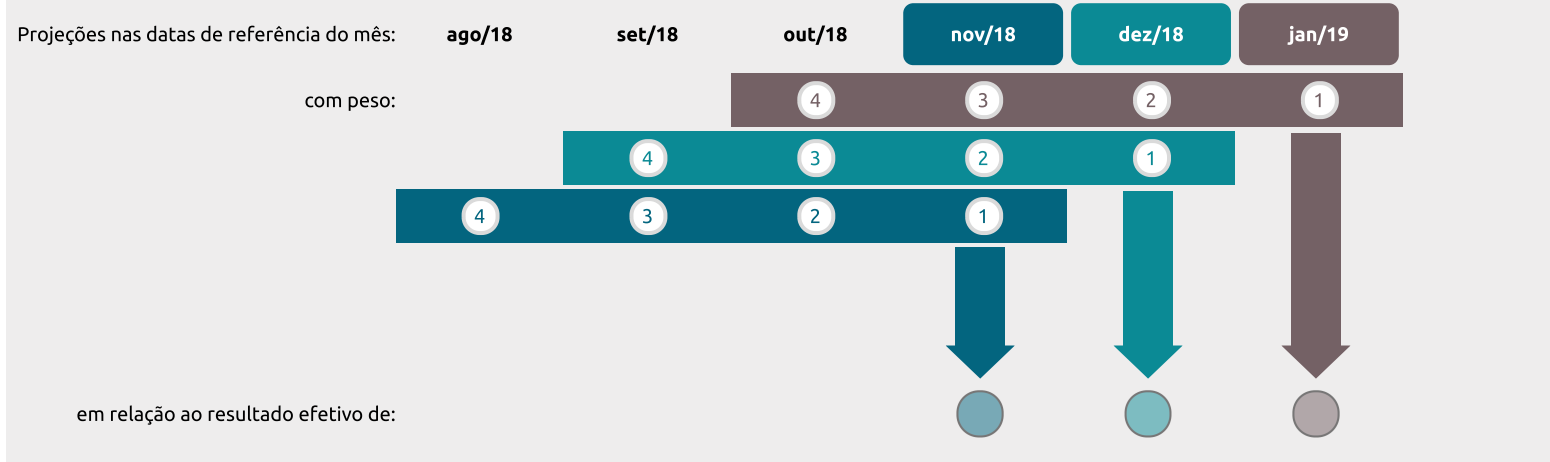 Projeções nas datas de referência do mês: ago/18 set/18 out/18 nov/18 dez/18 jan/19
com peso: 4 3 2 1
4 3 2 1
4 3 2 1
em relação ao resultado efetivo de: